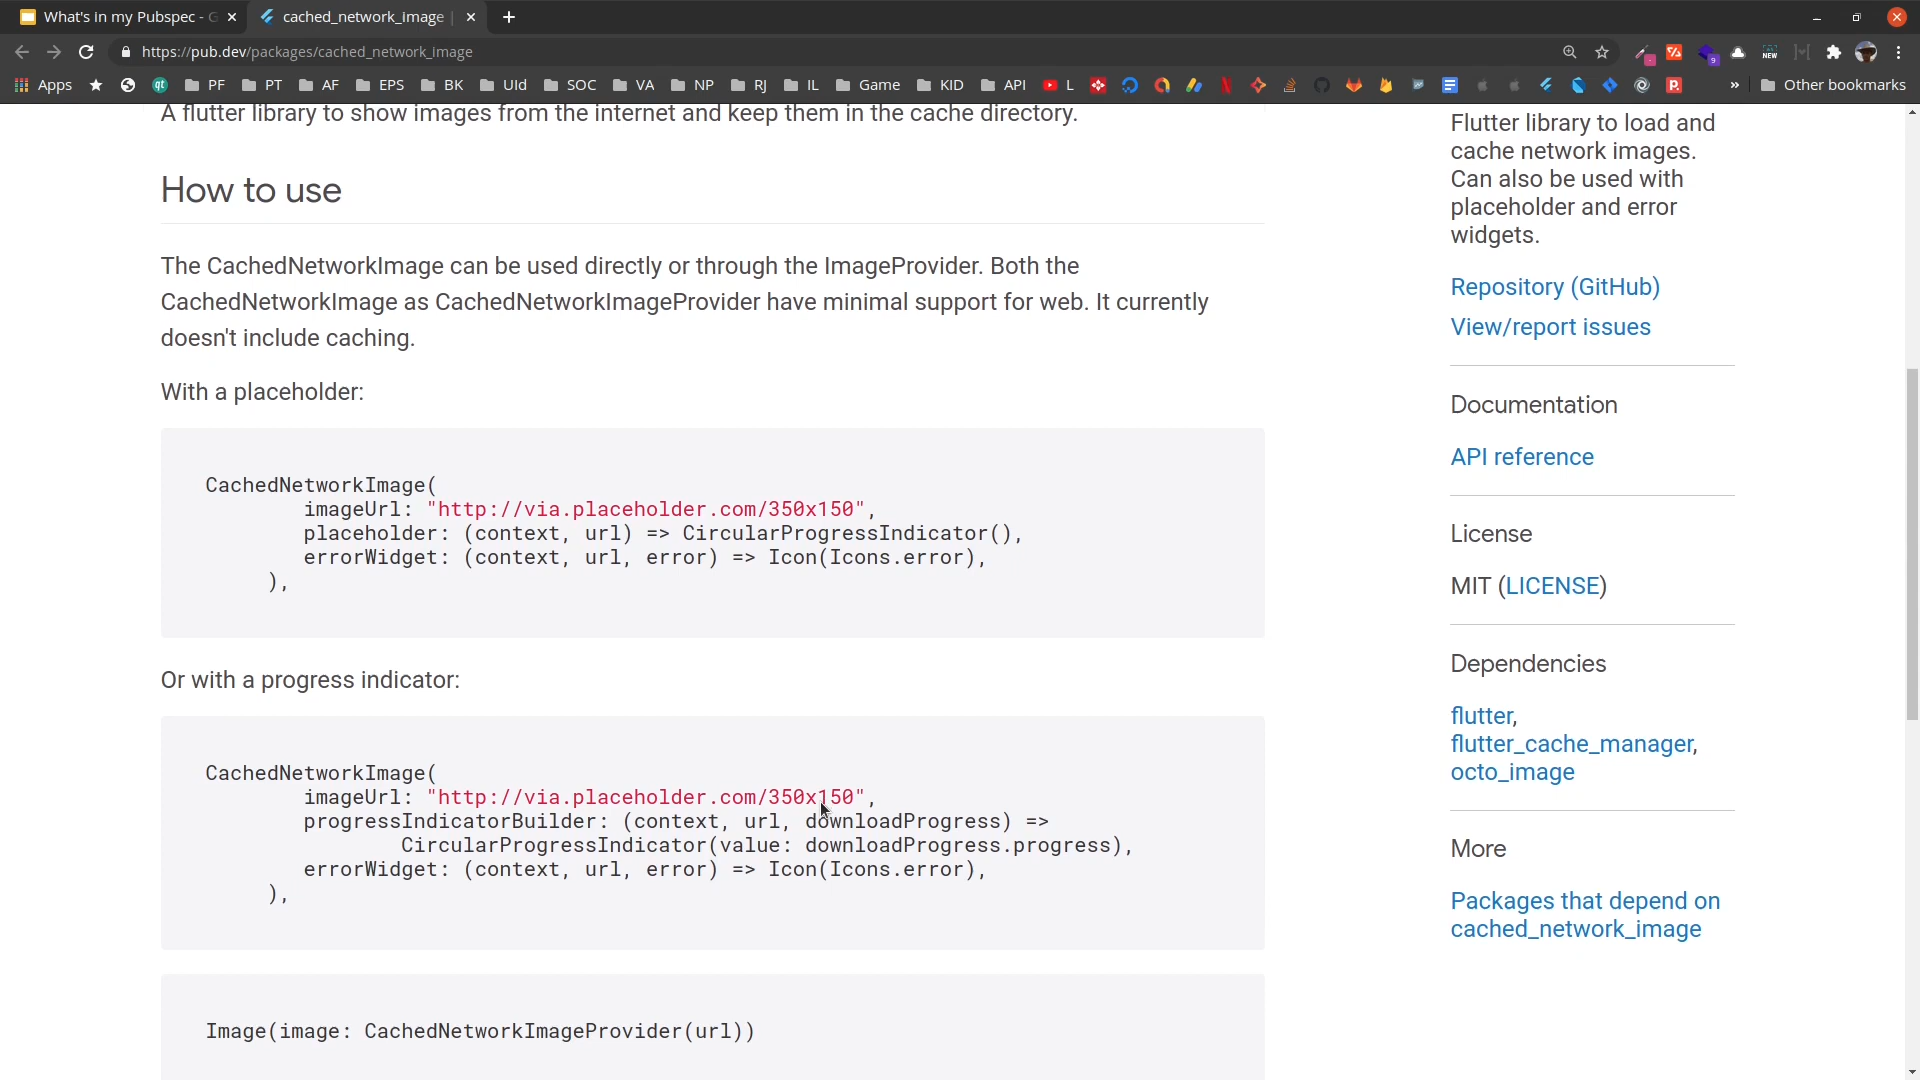 What's in my Pubspec - G
cached_network_image |
https://pub.dev/packages/cached_network_image
Apps
PF
PT
AF
EPS
BK
UId
SOC
VA
NP
RJ
IL
Game
KID
API
L
»
Other bookmarks
A flutter library to show images from the internet and keep them in the cache directory.
How to use
The CachedNetworkImage can be used directly or through the ImageProvider. Both the
CachedNetworkImage as CachedNetworkImageProvider have minimal support for web. It currently
doesn't include caching.
With a placeholder:
CachedNetworkImage(
imageUrl: "http://via.placeholder.com/350x150",
placeholder: (context, url) => CircularProgressIndicator(),
errorWidget: (context, url, error) => Icon(Icons.error),
),
Or with a progress indicator:
CachedNetworkImage(
imageUrl: "http://via.placeholder.com/350x150",
progressIndicatorBuilder: (context, url, downloadProgress) =>
CircularProgressIndicator(value: downloadProgress.progress),
errorWidget: (context, url, error) => Icon(Icons.error),
),
Image(image: CachedNetworkImageProvider(url))
Flutter library to load and
cache network images.
Can also be used with
placeholder and error
widgets.
Repository (GitHub)
View/report issues
Documentation
API reference
License
MIT (LICENSE)
Dependencies
flutter,
flutter_cache_manager,
octo_image
More
Packages that depend on
cached_network_image